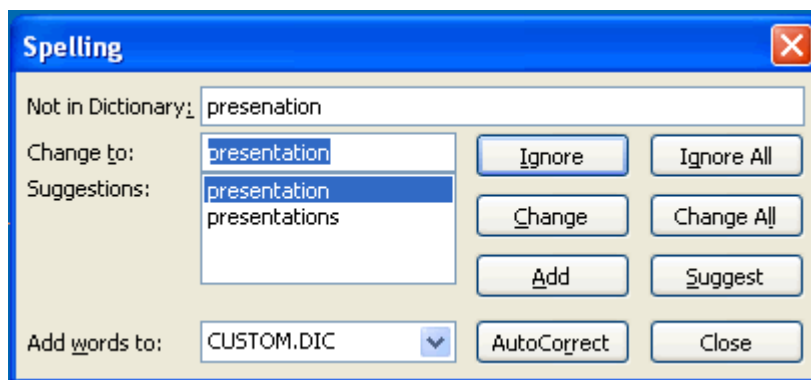 Spelling
Not in Dictionary: presenation
Change to: presentation Ignore Ignore All
Suggestions: presentation
presentations Change Change All
Add Suggest
Add words to: CUSTOM.DIC AutoCorrect Close